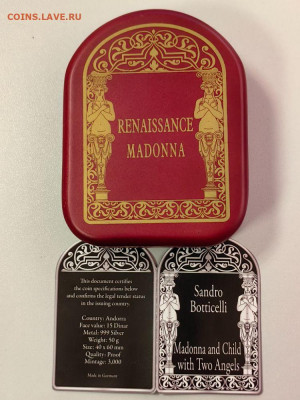 COINS.LAVE.RU
RENAISSANCE
MADONNA
This document certifies
the coin specifications below
and confirms the legal tender status
in the issuing country.
Country: Andorra
Face value: 15 Diner
Metal: 999 Silver
Weight: 50 g
Size: 40 x 60 mm
Quality: Proof
Mintage: 3,000
Made in Germany
Sandro
Botticelli
Madonna and Child
with Two Angels